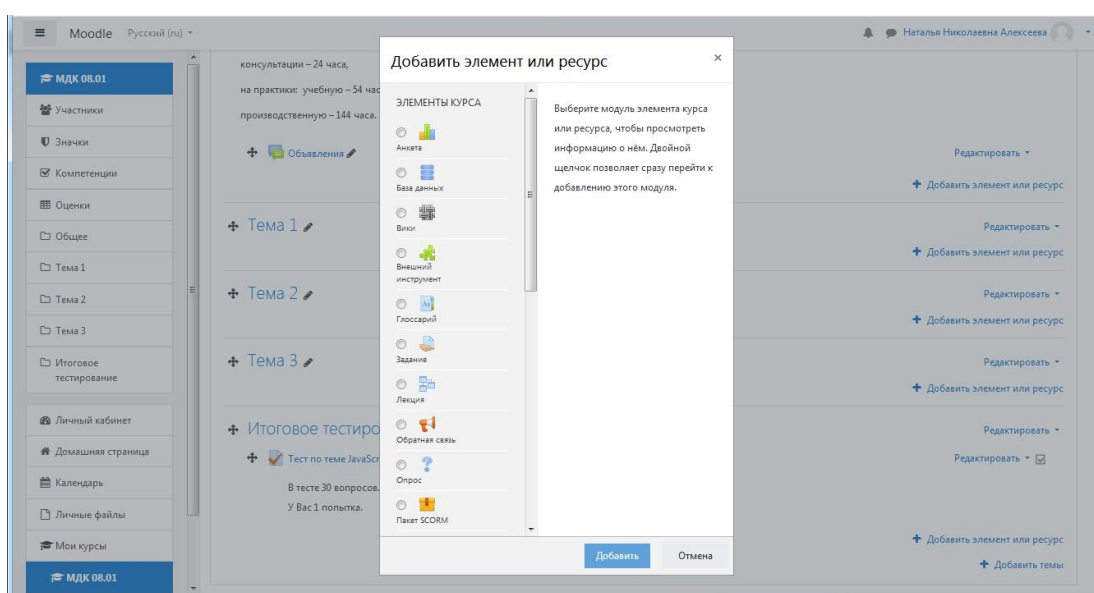 Moodle Русский (ru)
Наталья Николаевна Алексеева
МДК 08.01
Участники
Значки
Компетенции
Оценки
Общее
Тема 1
Тема 2
Тема 3
Итоговое
тестирование
Личный кабинет
Домашняя страница
Календарь
Личные файлы
Мои курсы
МДК 08.01
консультации – 24 часа,
на практики: учебную – 54 час
производственную – 144 часа.
Объявления
Редактировать
Добавить элемент или ресурс
Тема 1
Редактировать
Добавить элемент или ресурс
Тема 2
Редактировать
Добавить элемент или ресурс
Тема 3
Редактировать
Добавить элемент или ресурс
Итоговое тестиро
Редактировать
Тест по теме JavaScr
Редактировать
В тесте 30 вопросов.
У Вас 1 попытка.
Добавить элемент или ресурс
Добавить темы
Добавить элемент или ресурс
×
ЭЛЕМЕНТЫ КУРСА
Анкета
База данных
Вики
Внешний
инструмент
Глоссарий
Задание
Лекция
Обратная связь
Опрос
Пакет SCORM
Выберите модуль элемента курса
или ресурса, чтобы просмотреть
информацию о нём. Двойной
щелчок позволяет сразу перейти к
добавлению этого модуля.
Добавить
Отмена